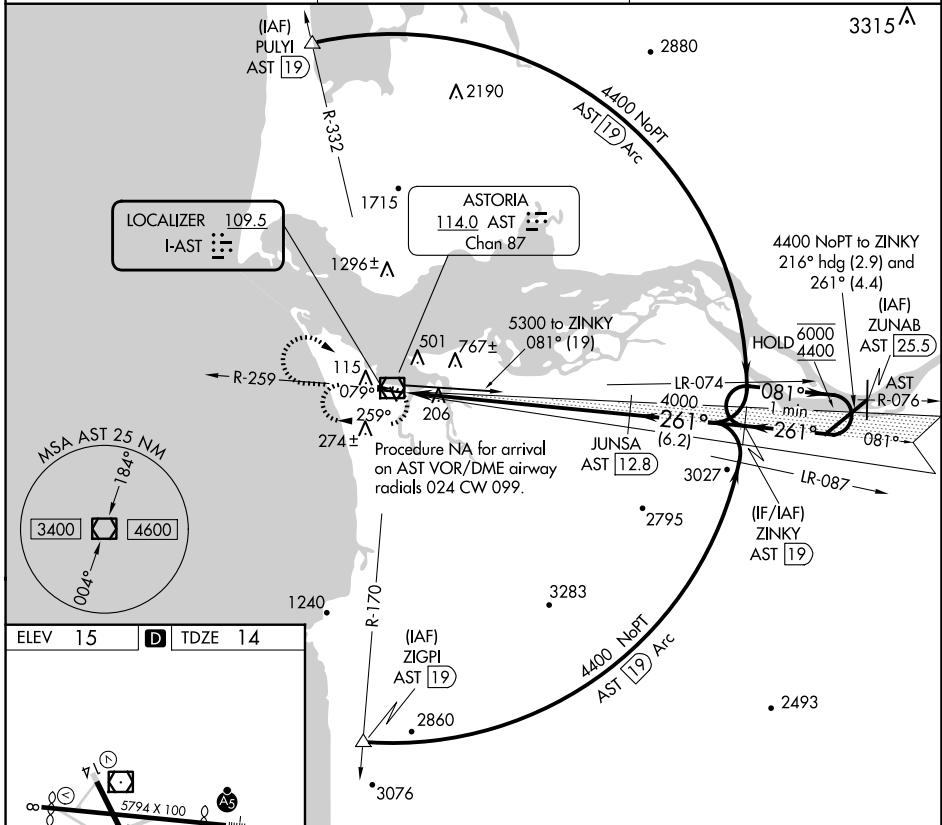 (IAF)
PULYI
AST 19
3315
2880
2190
4400 NoPT
AST 19 Arc
R-332
1715
LOCALIZER 109.5
I-AST
ASTORIA
114.0 AST
Chan 87
1296±
4400 NoPT to ZINKY
216° hdg (2.9) and
261° (4.4)
(IAF)
ZUNAB
AST 25.5
5300 to ZINKY
081° (19)
HOLD 6000
4400
501
767±
115
R-259
079°
259°
206
274±
LR-074
4000
261°
(6.2)
081°
1 min
261°
AST
R-076
081°
JUNSA
AST 12.8
LR-087
3027
Procedure NA for arrival
on AST VOR/DME airway
radials 024 CW 099.
MSA AST 25 NM
184°
3400
4600
004°
2795
(IF/IAF)
ZINKY
AST 19
1240
R-170
3283
(IAF)
ZIGPI
AST 19
4400 NoPT
AST 19 Arc
2860
2493
3076
ELEV 15 D TDZE 14
V
14
V
8
5794 X 100
A5